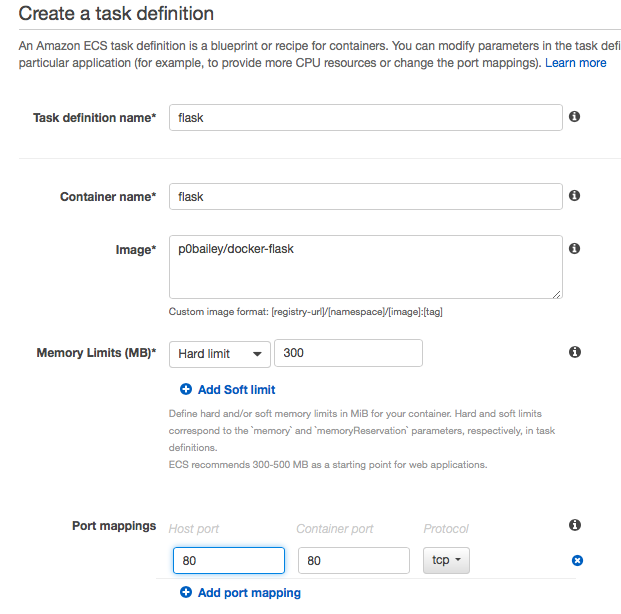 Create a task definition
An Amazon ECS task definition is a blueprint or recipe for containers. You can modify parameters in the task defi
particular application (for example, to provide more CPU resources or change the port mappings). Learn more
Task definition name* flask
Container name* flask
Image* p0bailey/docker-flask
Custom image format: [registry-url]/[namespace]/[image]:[tag]
Memory Limits (MB)* Hard limit 300
Add Soft limit
Define hard and/or soft memory limits in MiB for your container. Hard and soft limits
correspond to the `memory` and `memoryReservation` parameters, respectively, in task
definitions.
ECS recommends 300-500 MB as a starting point for web applications.
Port mappings Host port Container port Protocol
80 80 tcp
Add port mapping